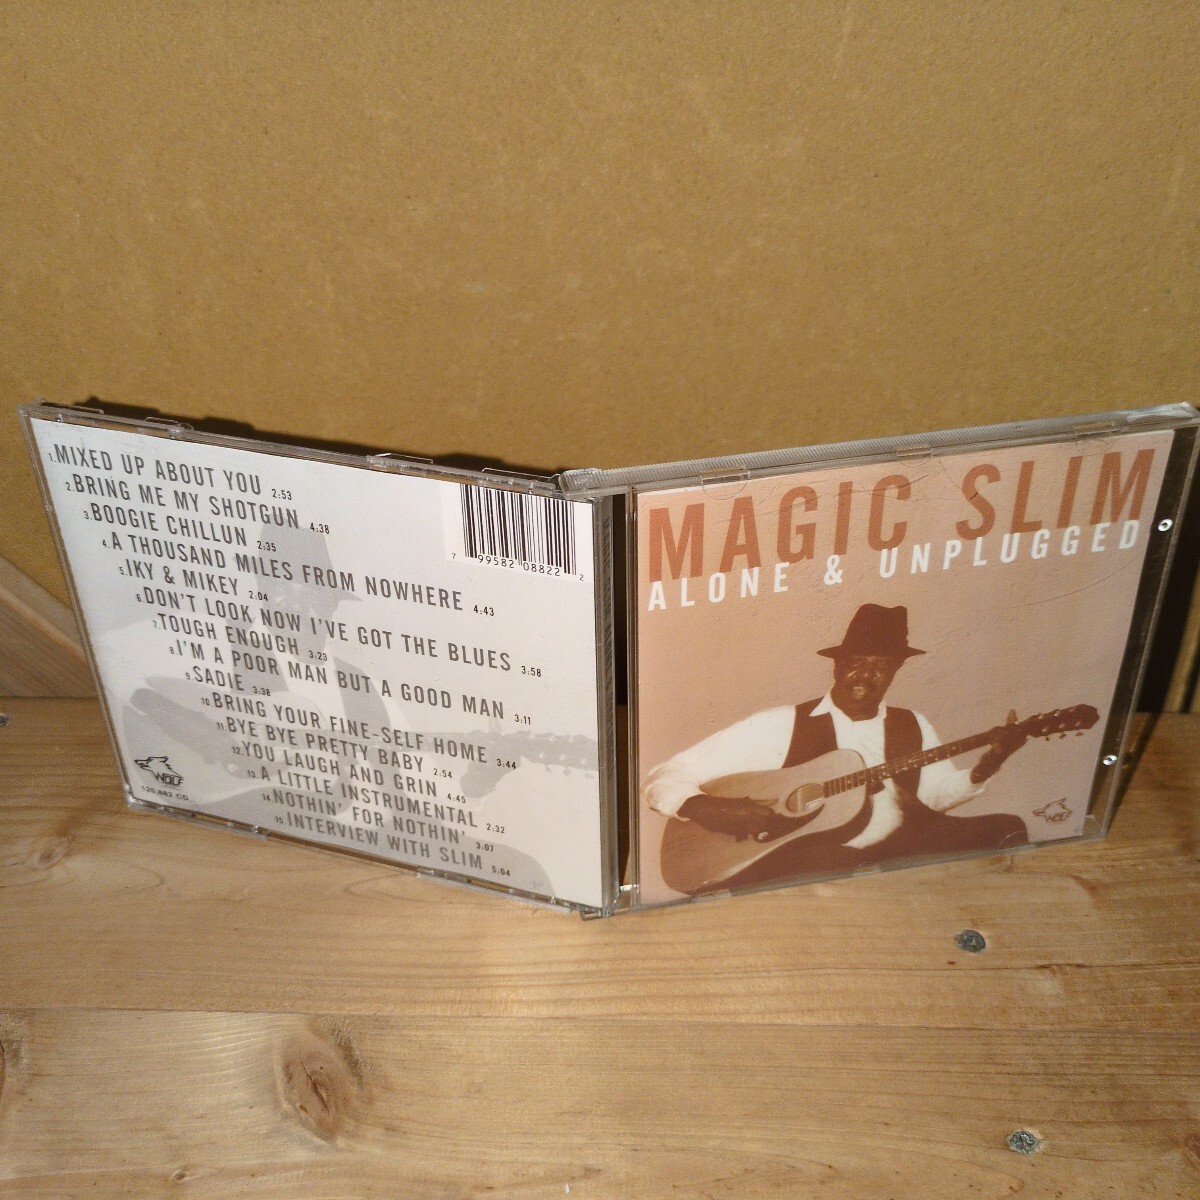 1. MIXED UP ABOUT YOU 2:53
2. BRING ME MY SHOTGUN 4:38
3. BOOGIE CHILLUN 2:35
4. A THOUSAND MILES FROM NOWHERE 4:43
5. IKY & MIKEY 2:04
6. DON'T LOOK NOW I'VE GOT THE BLUES 3:58
7. TOUGH ENOUGH 3:23
8. I'M A POOR MAN BUT A GOOD MAN 3:11
9. SADIE 3:38
10. BRING YOUR FINE-SELF HOME 3:44
11. BYE BYE PRETTY BABY 2:54
12. YOU LAUGH AND GRIN 4:45
13. A LITTLE INSTRUMENTAL 2:32
14. NOTHIN' FOR NOTHIN' 3:07
15. INTERVIEW WITH SLIM 5:04
7 99582 08822 2
WOLF
120.882 CD
MAGIC SLIM
ALONE & UNPLUGGED
WOLF